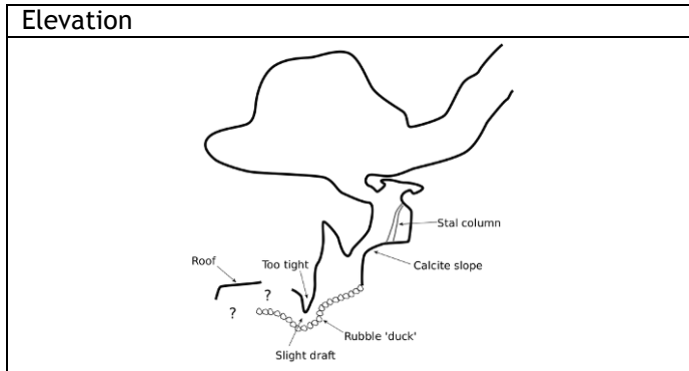 Elevation
Stal column
Roof
Too tight
Calcite slope
?
?
Rubble 'duck'
Slight draft